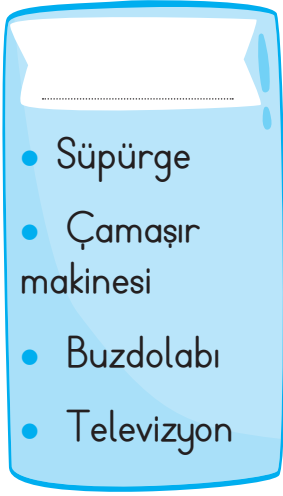 • Süpürge
• Çamaşır
makinesi
• Buzdolabı
• Televizyon